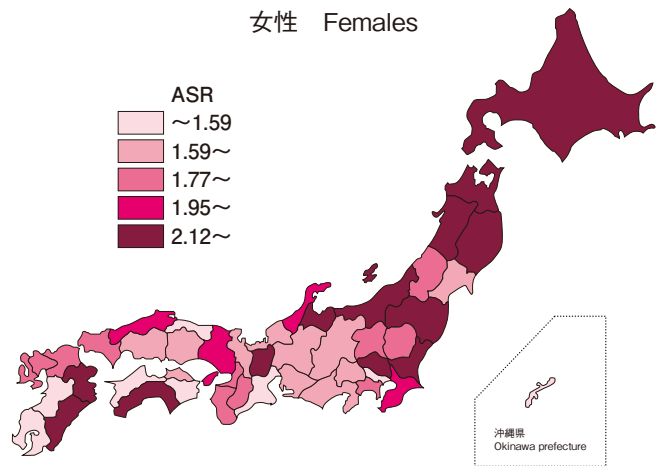 女性　Females
ASR
～1.59
1.59～
1.77～
1.95～
2.12～
沖縄県
Okinawa prefecture